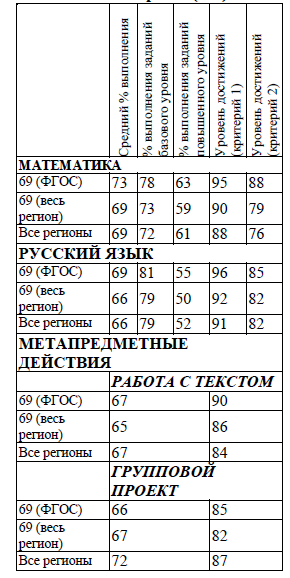 Средний % выполнения
% выполнения заданий базового уровня
% выполнения заданий повышенного уровня
Уровень достижений (критерий 1)
Уровень достижений (критерий 2)
МАТЕМАТИКА
69 (ФГОС) 73 78 63 95 88
69 (весь регион) 69 73 59 90 79
Все регионы 69 72 61 88 76
РУССКИЙ ЯЗЫК
69 (ФГОС) 69 81 55 96 85
69 (весь регион) 66 79 50 92 82
Все регионы 66 79 52 91 82
МЕТАПРЕДМЕТНЫЕ
ДЕЙСТВИЯ
РАБОТА С ТЕКСТОМ
69 (ФГОС) 67 90
69 (весь регион) 65 86
Все регионы 67 84
ГРУППОВОЙ
ПРОЕКТ
69 (ФГОС) 66 85
69 (весь регион) 67 82
Все регионы 72 87